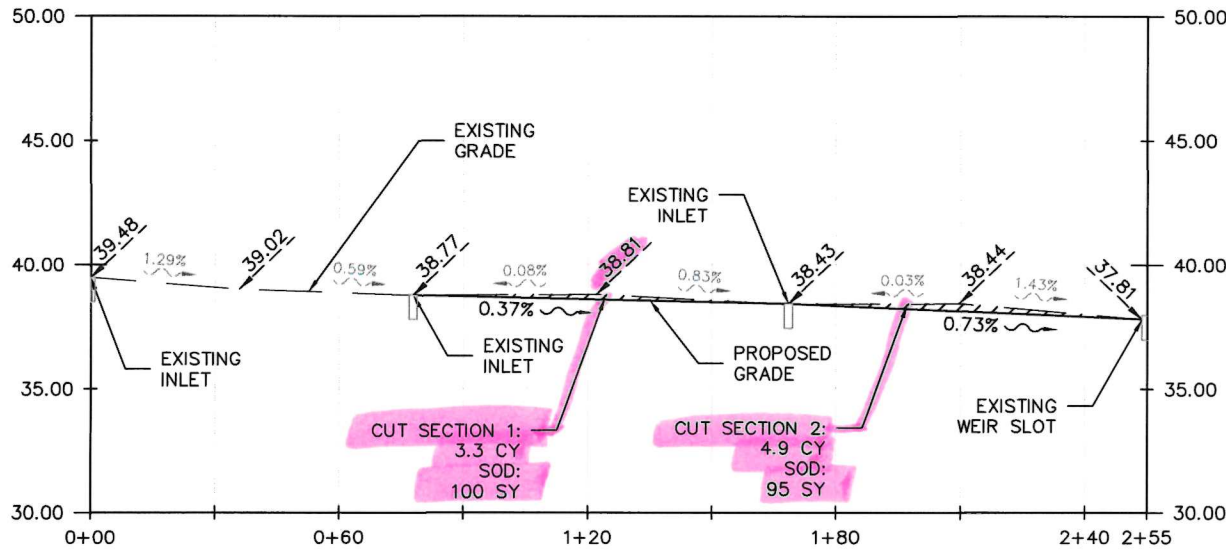 50.00
50.00
45.00
45.00
40.00
40.00
35.00
35.00
30.00
30.00
EXISTING
GRADE
EXISTING
INLET
39.48
1.29%
39.02
0.59%
38.77
0.08%
38.81
0.83%
38.43
0.03%
38.44
1.43%
37.81
0.37%
0.73%
EXISTING
INLET
EXISTING
INLET
PROPOSED
GRADE
EXISTING
WEIR SLOT
CUT SECTION 1:
3.3 CY
SOD:
100 SY
CUT SECTION 2:
4.9 CY
SOD:
95 SY
0+00
0+60
1+20
1+80
2+40
2+55